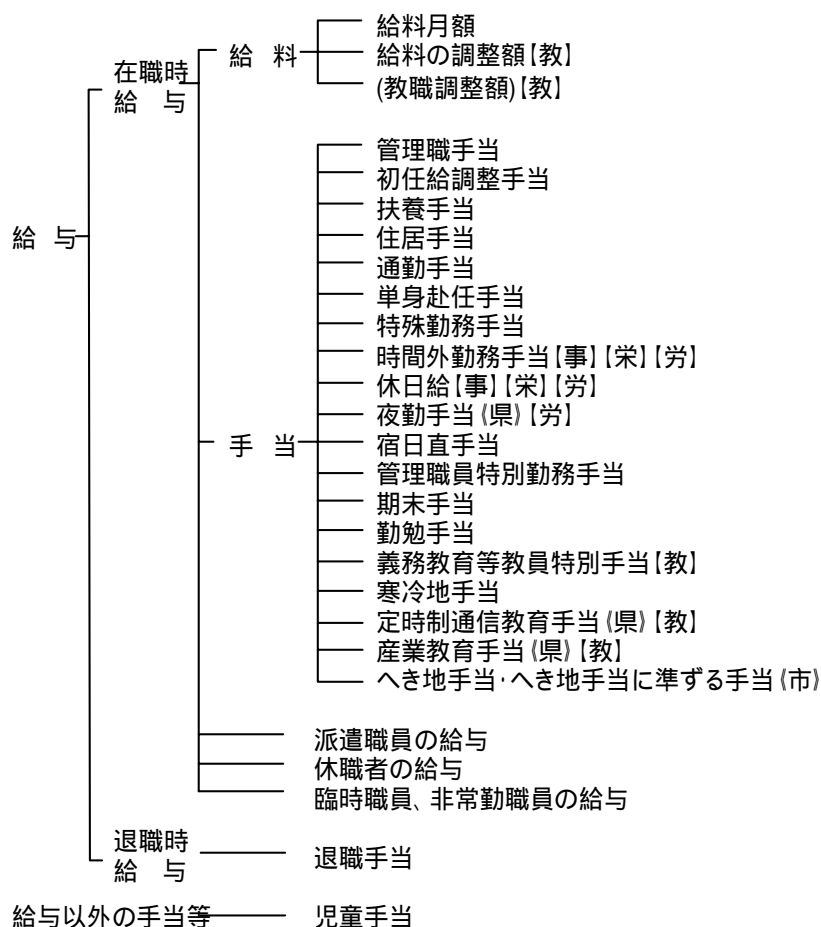 給料月額
給料
給料の調整額【教】
在職時
給与
(教職調整額)【教】
管理職手当
初任給調整手当
扶養手当
給与
住居手当
通勤手当
単身赴任手当
特殊勤務手当
時間外勤務手当【事】【栄】【労】
休日給【事】【栄】【労】
夜勤手当《県》【労】
手当
宿日直手当
管理職員特別勤務手当
期末手当
勤勉手当
義務教育等教員特別手当【教】
寒冷地手当
定時制通信教育手当《県》【教】
産業教育手当《県》【教】
へき地手当・へき地手当に準ずる手当《市》
派遣職員の給与
休職者の給与
臨時職員、非常勤職員の給与
退職時
給与
退職手当
給与以外の手当等
児童手当